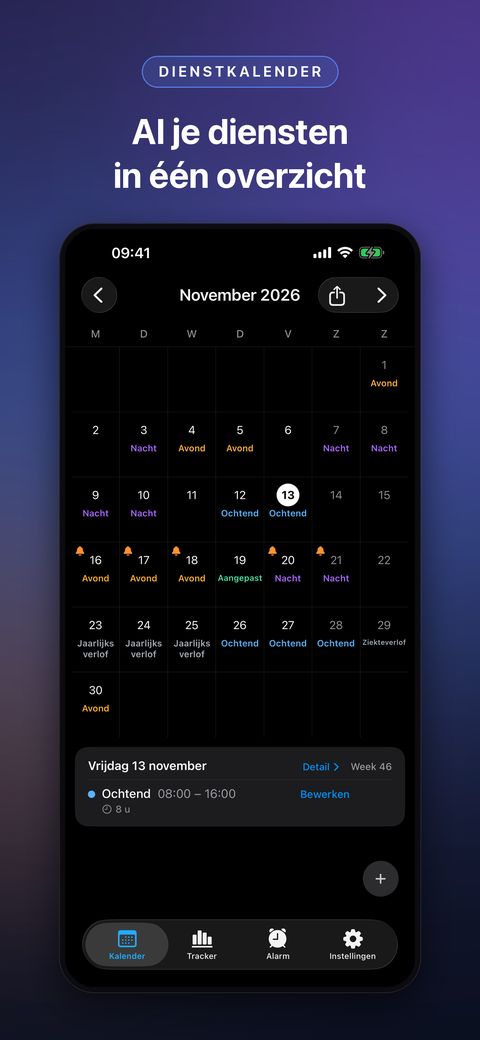 DIENSTKALENDER
Al je diensten
in één overzicht
09:41
November 2026
M D W D V Z Z
1
Avond
2 3 4 5 6 7 8
Nacht Avond Avond Nacht Nacht
9 10 11 12 13 14 15
Nacht Nacht Ochtend Ochtend
16 17 18 19 20 21 22
Avond Avond Avond Aangepast Nacht Nacht
23 24 25 26 27 28 29
Jaarlijks Jaarlijks Jaarlijks Ochtend Ochtend Ochtend Ziekteverlof
verlof verlof verlof
30
Avond
Vrijdag 13 november Detail Week 46
Ochtend 08:00 – 16:00 Bewerken
8 u
Kalender Tracker Alarm Instellingen